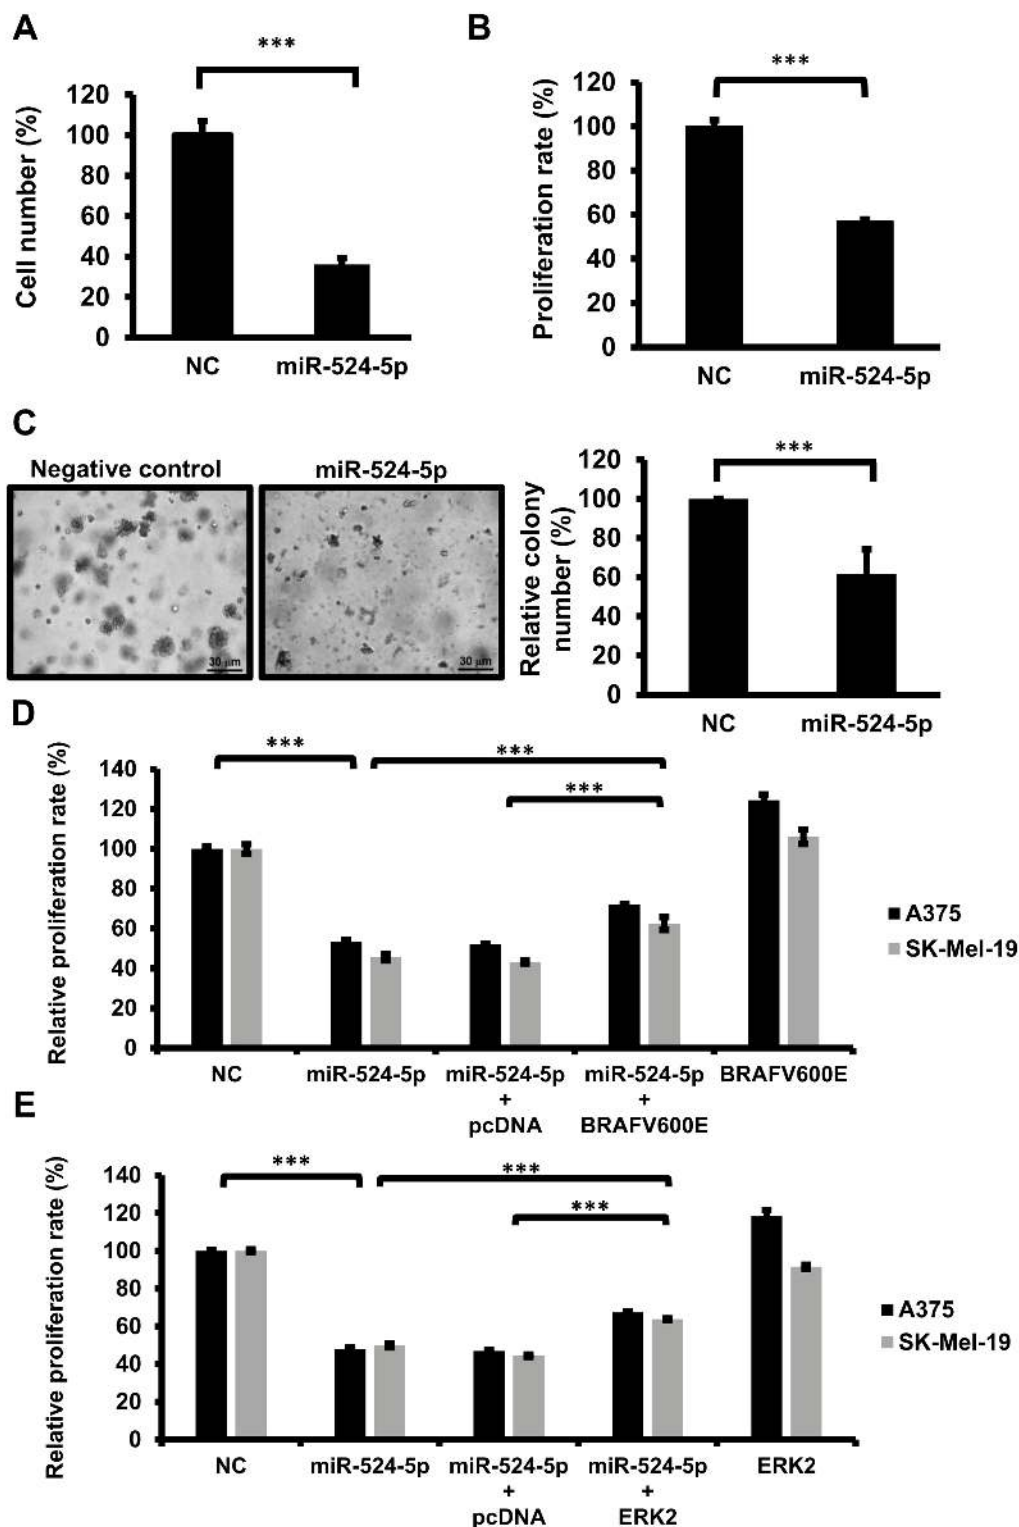 A
***
Cell number (%)
120
100
80
60
40
20
0
NC miR-524-5p
B
***
Proliferation rate (%)
120
100
80
60
40
20
0
NC miR-524-5p
C
Negative control miR-524-5p
30 µm 30 µm
***
Relative colony
number (%)
120
100
80
60
40
20
0
NC miR-524-5p
D
*** ***
***
Relative proliferation rate (%)
140
120
100
80
60
40
20
0
A375
SK-Mel-19
NC miR-524-5p miR-524-5p miR-524-5p BRAFV600E
+ +
pcDNA BRAFV600E
E
*** ***
***
Relative proliferation rate (%)
140
120
100
80
60
40
20
0
A375
SK-Mel-19
NC miR-524-5p miR-524-5p miR-524-5p ERK2
+ +
pcDNA ERK2